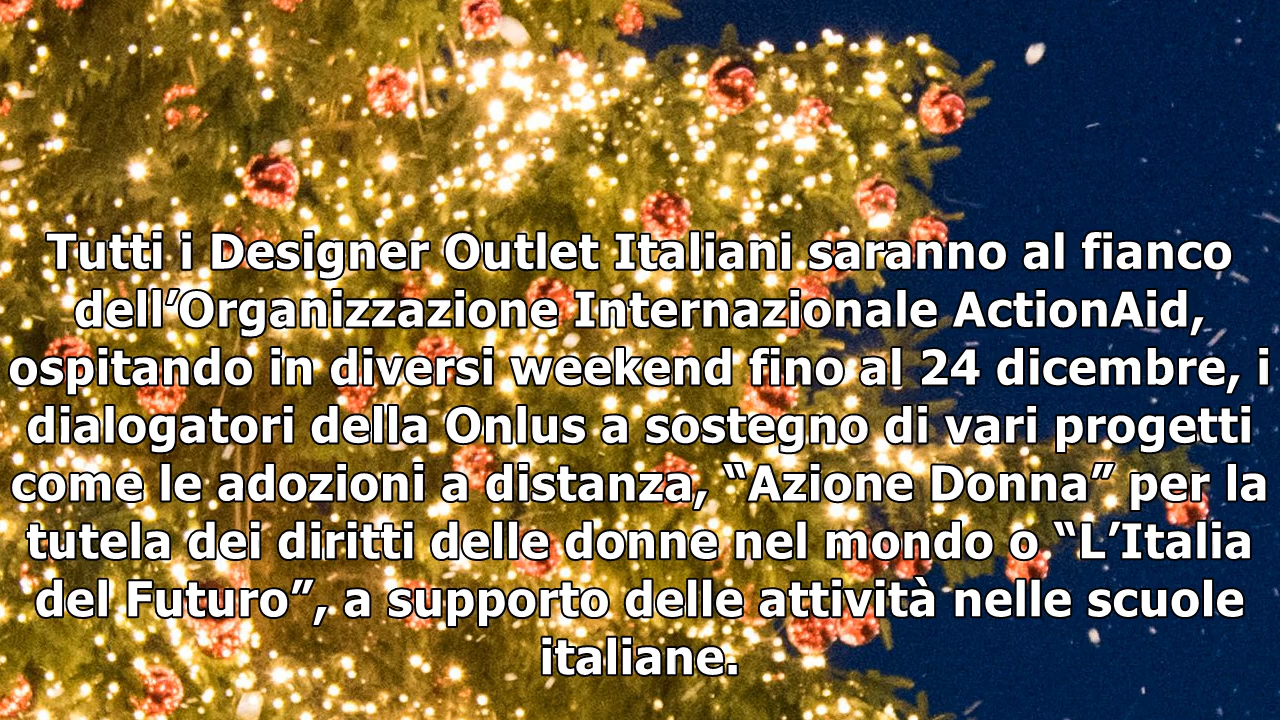 Tutti i Designer Outlet Italiani saranno al fianco
dell’Organizzazione Internazionale ActionAid,
ospitando in diversi weekend fino al 24 dicembre, i
dialogatori della Onlus a sostegno di vari progetti
come le adozioni a distanza, “Azione Donna” per la
tutela dei diritti delle donne nel mondo o “L’Italia
del Futuro”, a supporto delle attività nelle scuole
italiane.